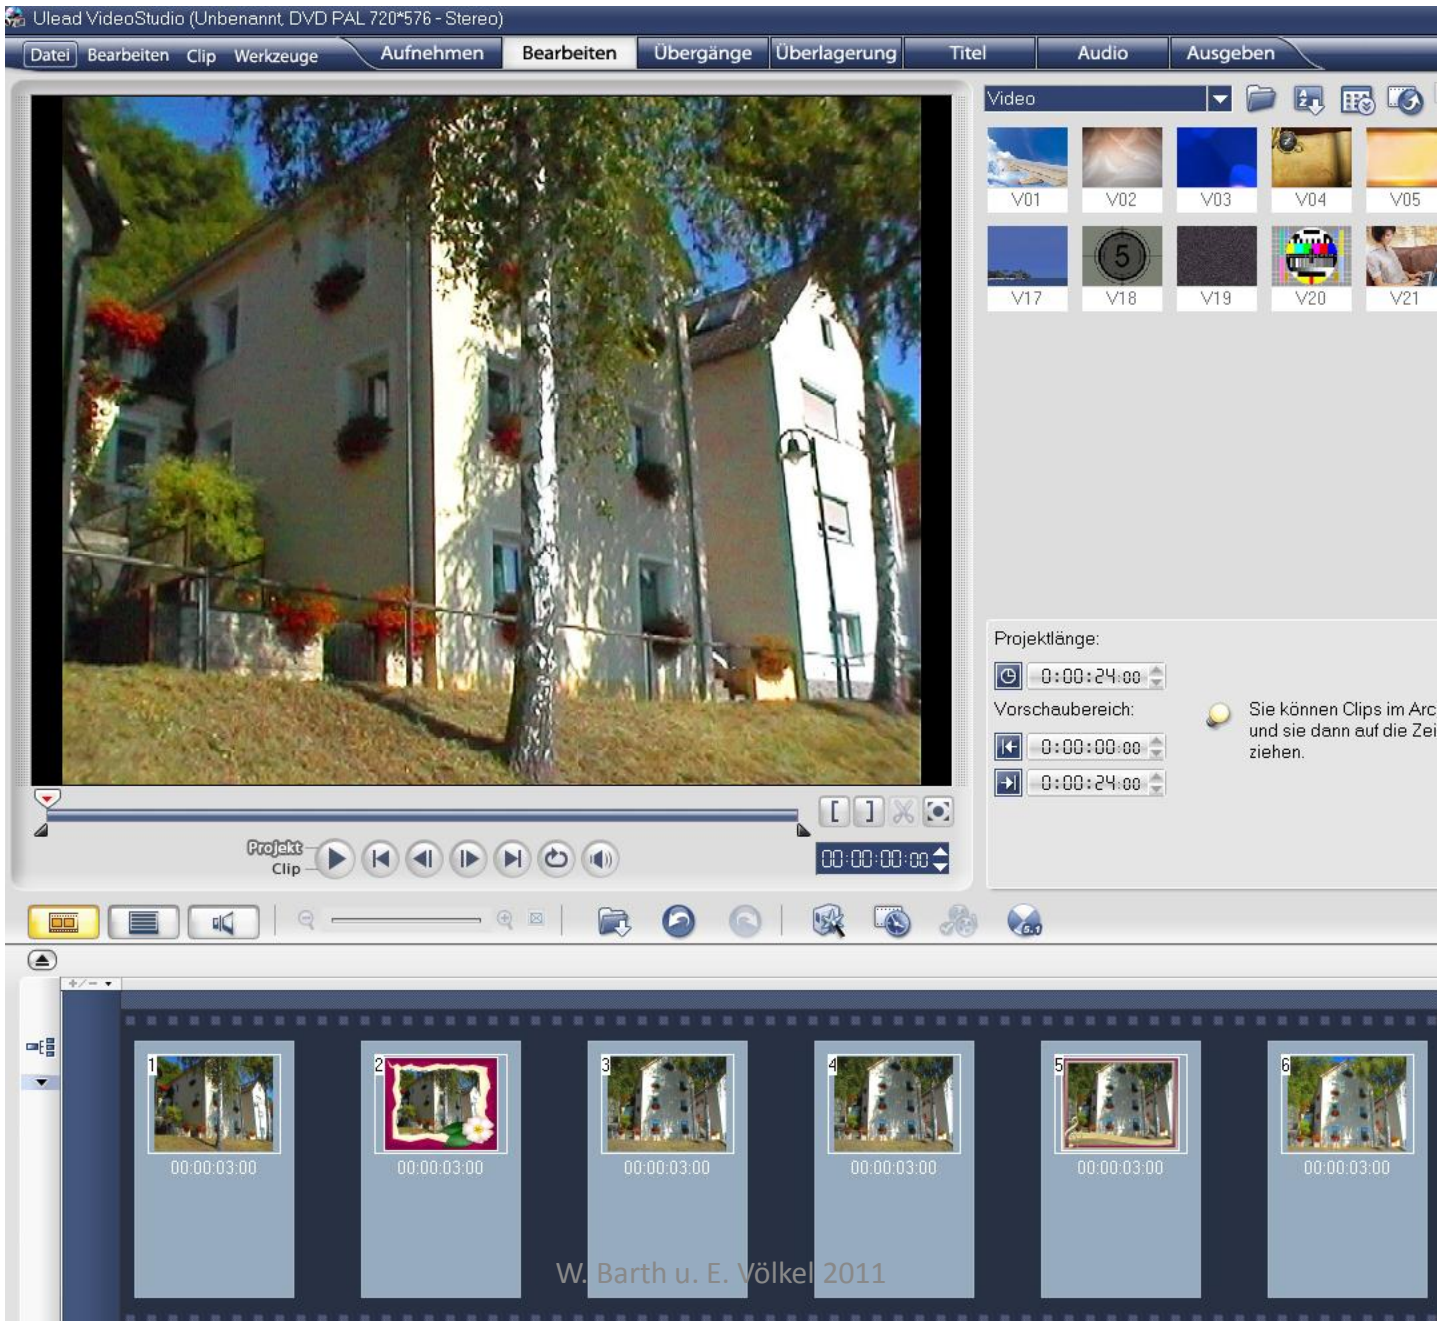 Ulead VideoStudio (Unbenannt, DVD PAL 720*576 - Stereo)
Datei Bearbeiten Clip Werkzeuge Aufnehmen Bearbeiten Übergänge Überlagerung Titel Audio Ausgeben
Video
V01 V02 V03 V04 V05
5
V17 V18 V19 V20 V21
Projektlänge:
0:00:24:00
Vorschaubereich:
0:00:00:00
0:00:24:00
Sie können Clips im Arc
und sie dann auf die Zei
ziehen.
[ ]
Projekt
Clip
00:00:00:00
5.1
+/-
1 2 3 4 5 6
00:00:03:00 00:00:03:00 00:00:03:00 00:00:03:00 00:00:03:00 00:00:03:00
W. Barth u. E. Völkel 2011